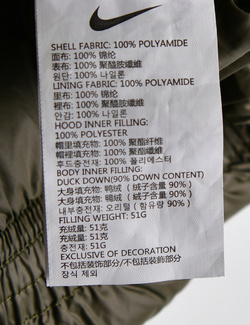 SHELL FABRIC: 100% POLYAMIDE
面布: 100% 锦纶
表布: 100% 聚醯胺纖維
원단: 100% 나일론
LINING FABRIC: 100% POLYAMIDE
里布: 100% 锦纶
裡布: 100% 聚醯胺纖維
안감: 100% 나일론
HOOD INNER FILLING:
100% POLYESTER
帽里填充物: 100% 聚酯纤维
帽裡填充物: 100% 聚酯纖維
후드충전재: 100% 폴리에스터
BODY INNER FILLING:
DUCK DOWN(90% DOWN CONTENT)
大身填充物: 鸭绒 (绒子含量 90%)
大身填充物: 鴨絨 (絨子含量 90%)
내부충전재: 오리털 (함유량 90%)
FILLING WEIGHT: 51G
充绒量: 51克
充絨量: 51克
충전재: 51G
EXCLUSIVE OF DECORATION
不包括装饰部分/不包括裝飾部分/
장식 제외